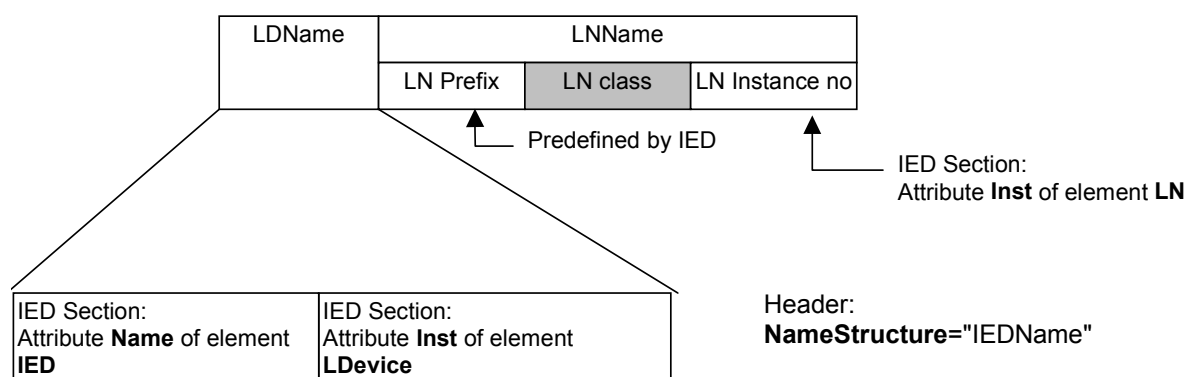 LDName
LNName
LN Prefix
LN class
LN Instance no
Predefined by IED
IED Section:
Attribute Inst of element LN
IED Section:
Attribute Name of element
IED
IED Section:
Attribute Inst of element
LDevice
Header:
NameStructure="IEDName"